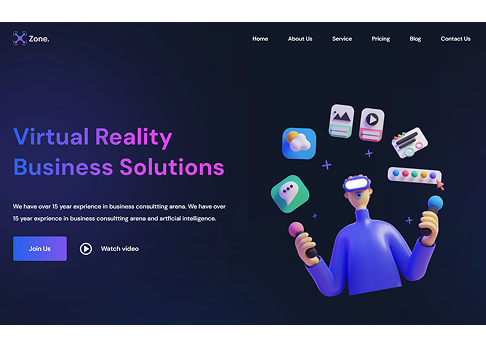 Zone.
Home About Us Service Pricing Blog Contact Us
Virtual Reality
Business Solutions
We have over 15 year exprience in business consultting arena. We have over
15 year exprience in business consultting arena and artficial intelligence.
Join Us Watch video